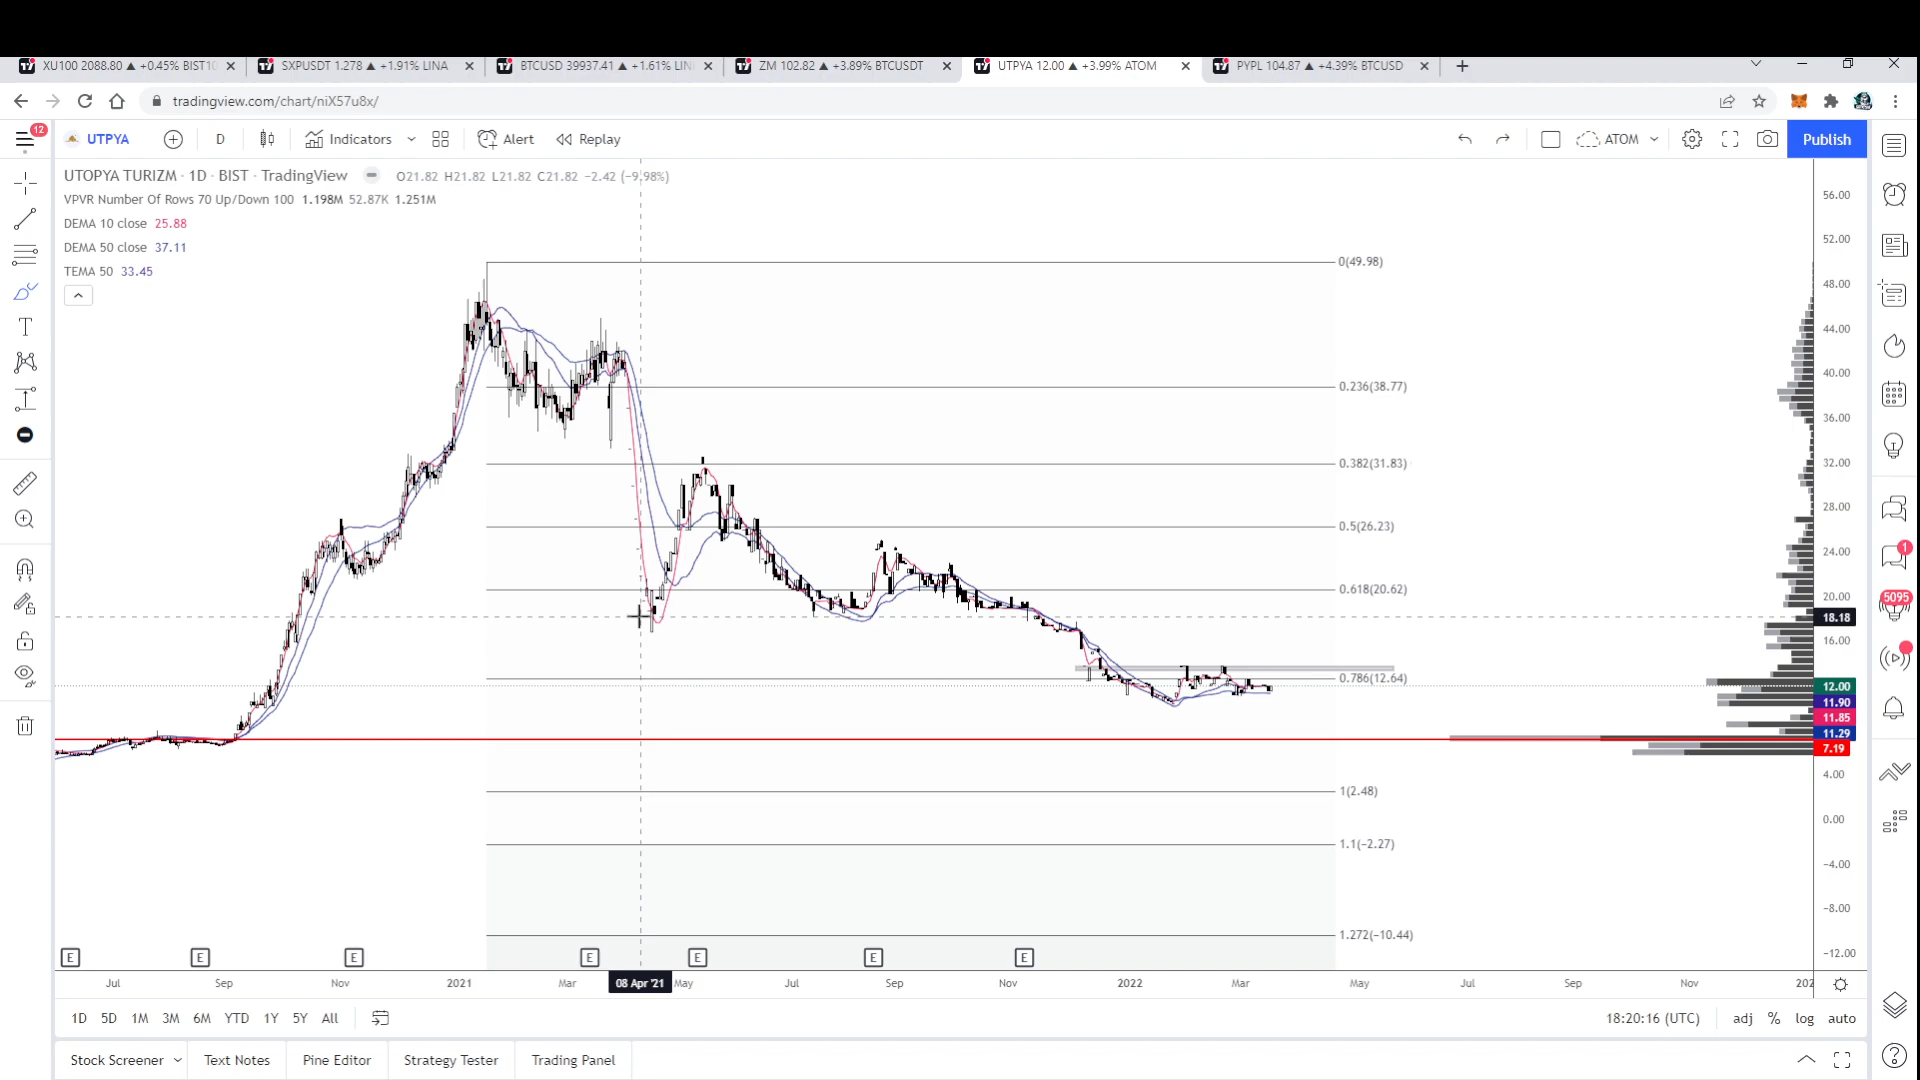 XU100 2088.80 ▲ +0.45% BIST10
SXPUSDT 1.278 ▲ +1.91% LINA
BTCUSD 39937.41 ▲ +1.61% LIN
ZM 102.82 ▲ +3.89% BTCUSDT
UTPYA 12.00 ▲ +3.99% ATOM
PYPL 104.87 ▲ +4.39% BTCUSD
tradingview.com/chart/niX57u8x/
12
UTPYA
D
Indicators
Alert
Replay
ATOM
Publish
UTOPYA TURIZM · 1D · BIST · TradingView
O21.82 H21.82 L21.82 C21.82 −2.42 (−9.98%)
VPVR Number Of Rows 70 Up/Down 100 1.198M 52.87K 1.251M
DEMA 10 close 25.88
DEMA 50 close 37.11
TEMA 50 33.45
0(49.98)
0.236(38.77)
0.382(31.83)
0.5(26.23)
0.618(20.62)
0.786(12.64)
1(2.48)
1.1(−2.27)
1.272(−10.44)
56.00
52.00
48.00
44.00
40.00
36.00
32.00
28.00
24.00
20.00
18.18
16.00
12.00
11.90
11.85
11.29
7.19
4.00
0.00
−4.00
−8.00
−12.00
1
5095
E E E E E E E
Jul Sep Nov 2021 Mar 08 Apr '21 May Jul Sep Nov 2022 Mar May Jul Sep Nov 202
1D 5D 1M 3M 6M YTD 1Y 5Y All
18:20:16 (UTC) adj % log auto
Stock Screener Text Notes Pine Editor Strategy Tester Trading Panel